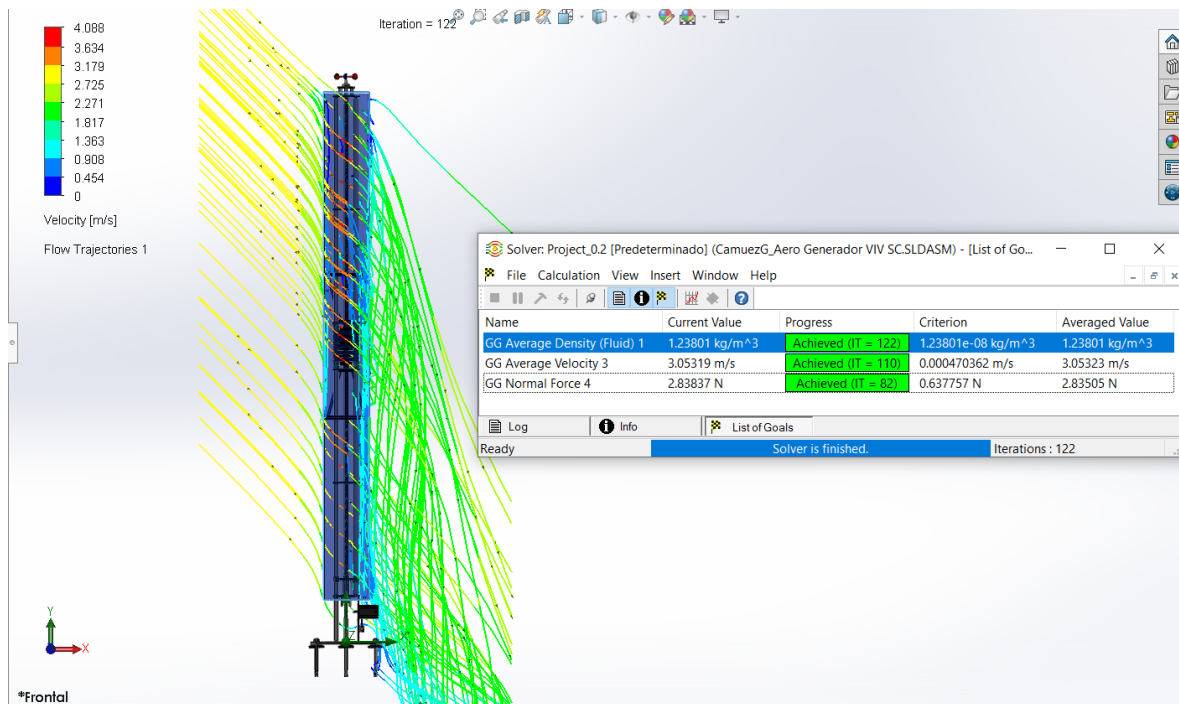 Iteration = 122
4.088
3.634
3.179
2.725
2.271
1.817
1.363
0.908
0.454
0
Velocity [m/s]
Flow Trajectories 1
Solver: Project_0.2 [Predeterminado] (CamuezG_Aero Generador VIV SC.SLDASM) - [List of Go...
File Calculation View Insert Window Help
Name Current Value Progress Criterion Averaged Value
GG Average Density (Fluid) 1 1.23801 kg/m^3 Achieved (IT = 122) 1.23801e-08 kg/m^3 1.23801 kg/m^3
GG Average Velocity 3 3.05319 m/s Achieved (IT = 110) 0.000470362 m/s 3.05323 m/s
GG Normal Force 4 2.83837 N Achieved (IT = 82) 0.637757 N 2.83505 N
Log Info List of Goals
Ready Solver is finished. Iterations : 122
Y
X
Z
Y
X
*Frontal